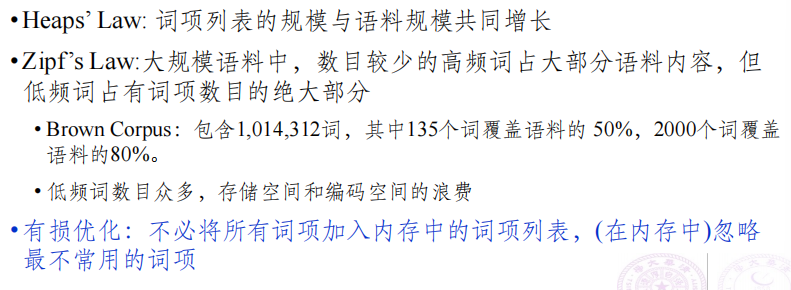 •Heaps’ Law: 词项列表的规模与语料规模共同增长
•Zipf’s Law:大规模语料中，数目较少的高频词占大部分语料内容，但
低频词占有词项数目的绝大部分
• Brown Corpus：包含1,014,312词，其中135个词覆盖语料的 50%，2000个词覆盖
语料的80%。
• 低频词数目众多，存储空间和编码空间的浪费
•有损优化：不必将所有词项加入内存中的词项列表，(在内存中)忽略
最不常用的词项